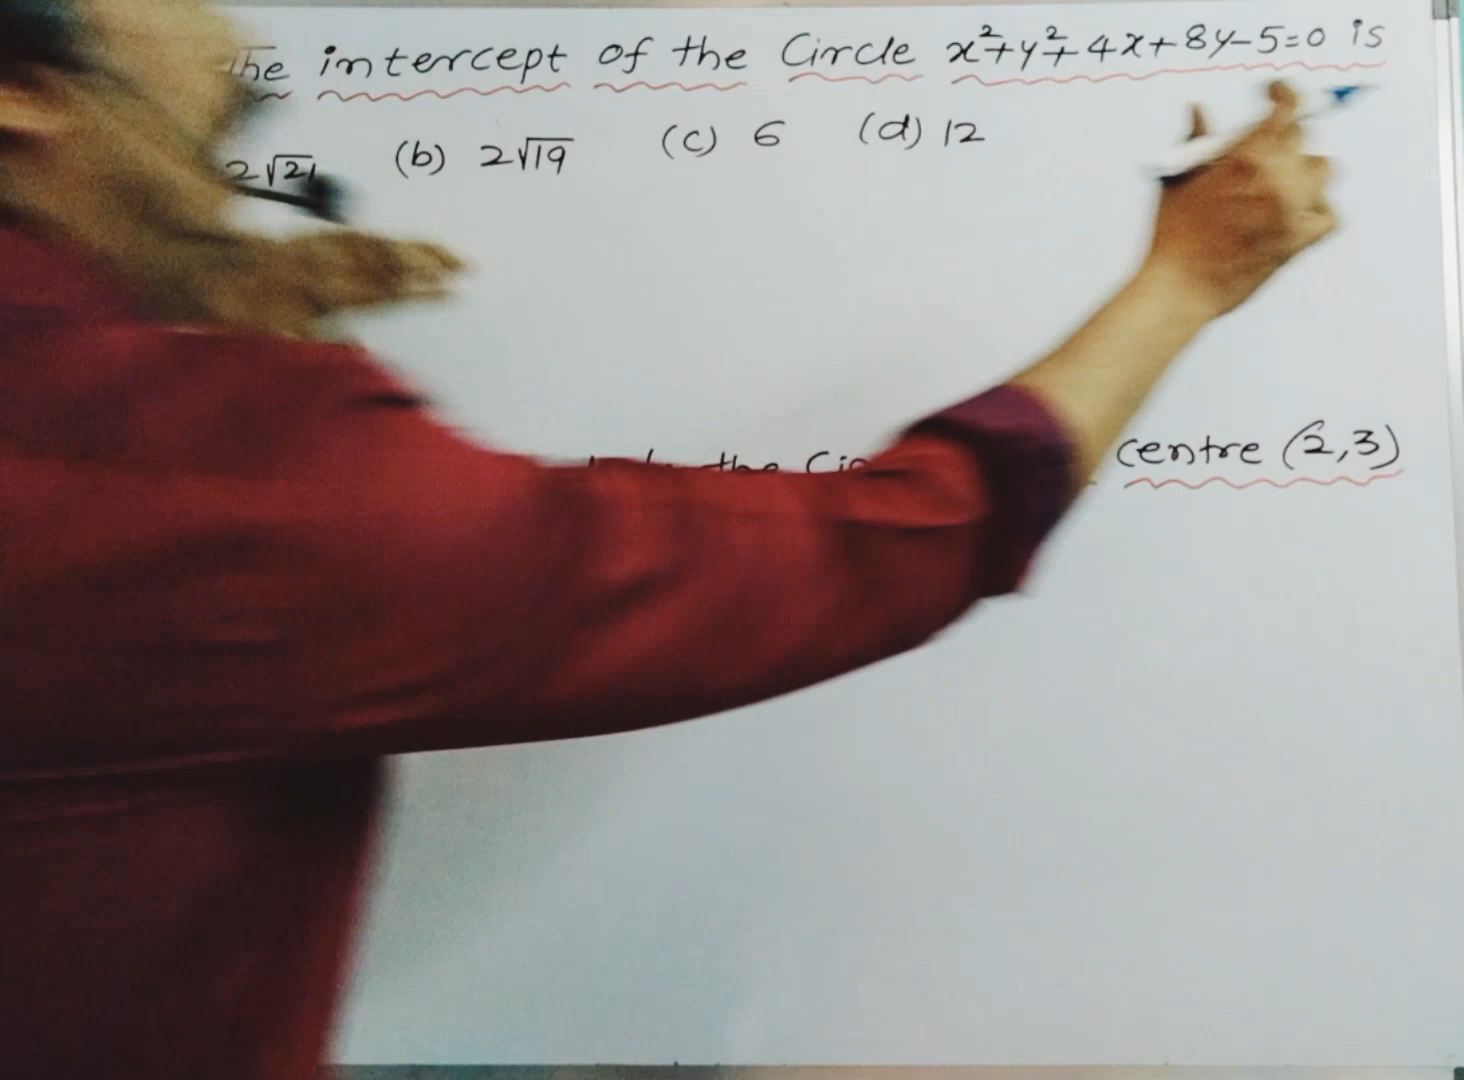 The intercept of the Circle x²+y²+4x+8y-5=0 is
2√21 (b) 2√19 (c) 6 (d) 12
the centre (2,3)